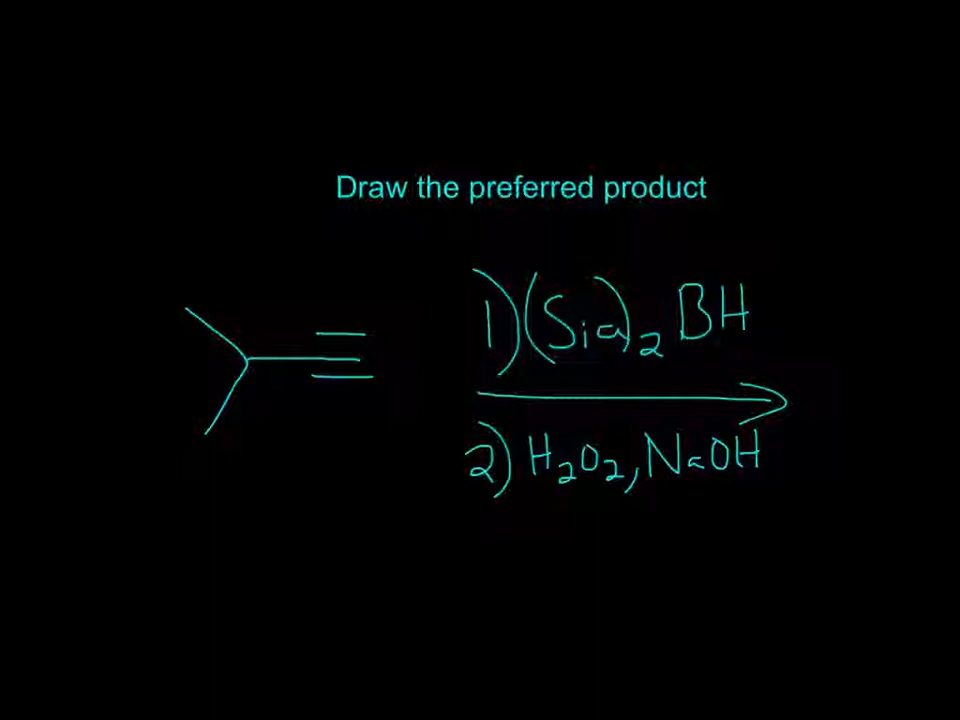 Draw the preferred product
1) (Sia)₂ BH
2) H₂O₂, NaOH